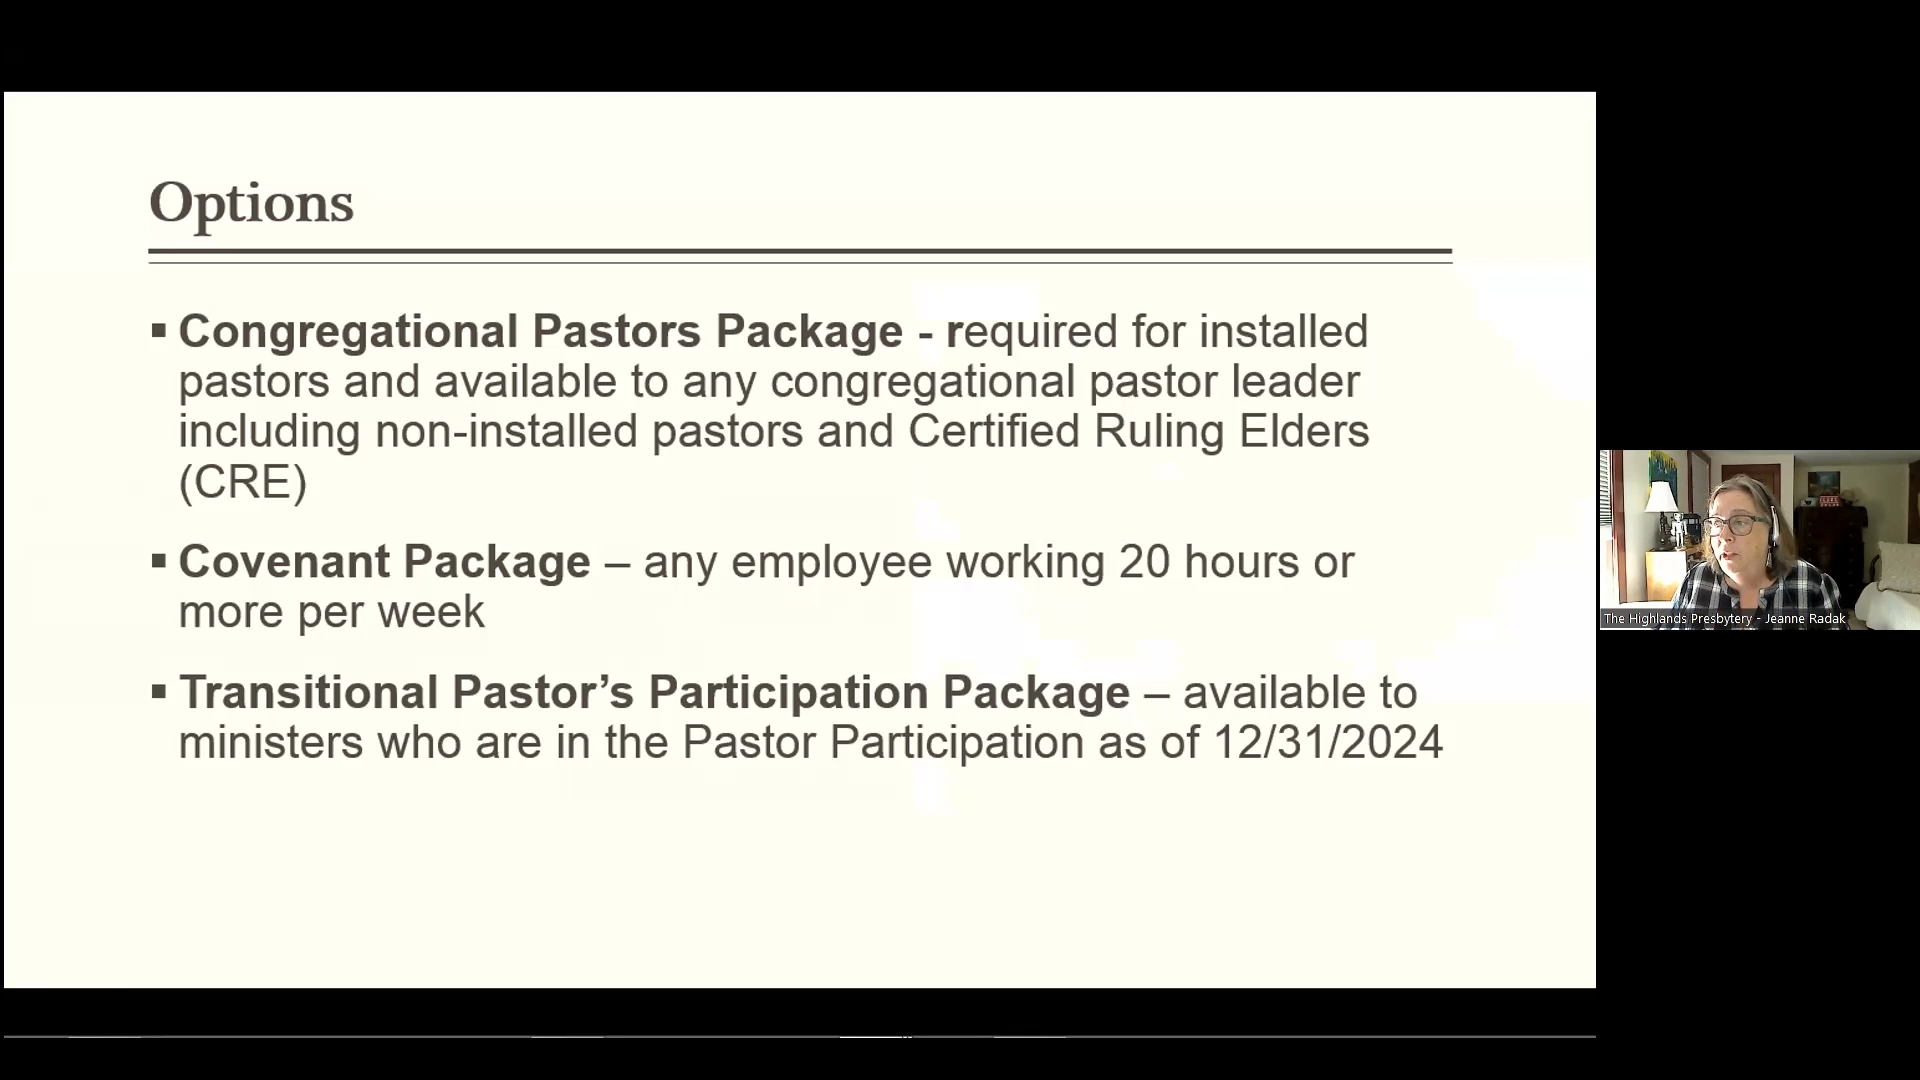 Options
▪ Congregational Pastors Package - required for installed
pastors and available to any congregational pastor leader
including non-installed pastors and Certified Ruling Elders
(CRE)
▪ Covenant Package – any employee working 20 hours or
more per week
▪ Transitional Pastor’s Participation Package – available to
ministers who are in the Pastor Participation as of 12/31/2024
The Highlands Presbytery - Jeanne Radak